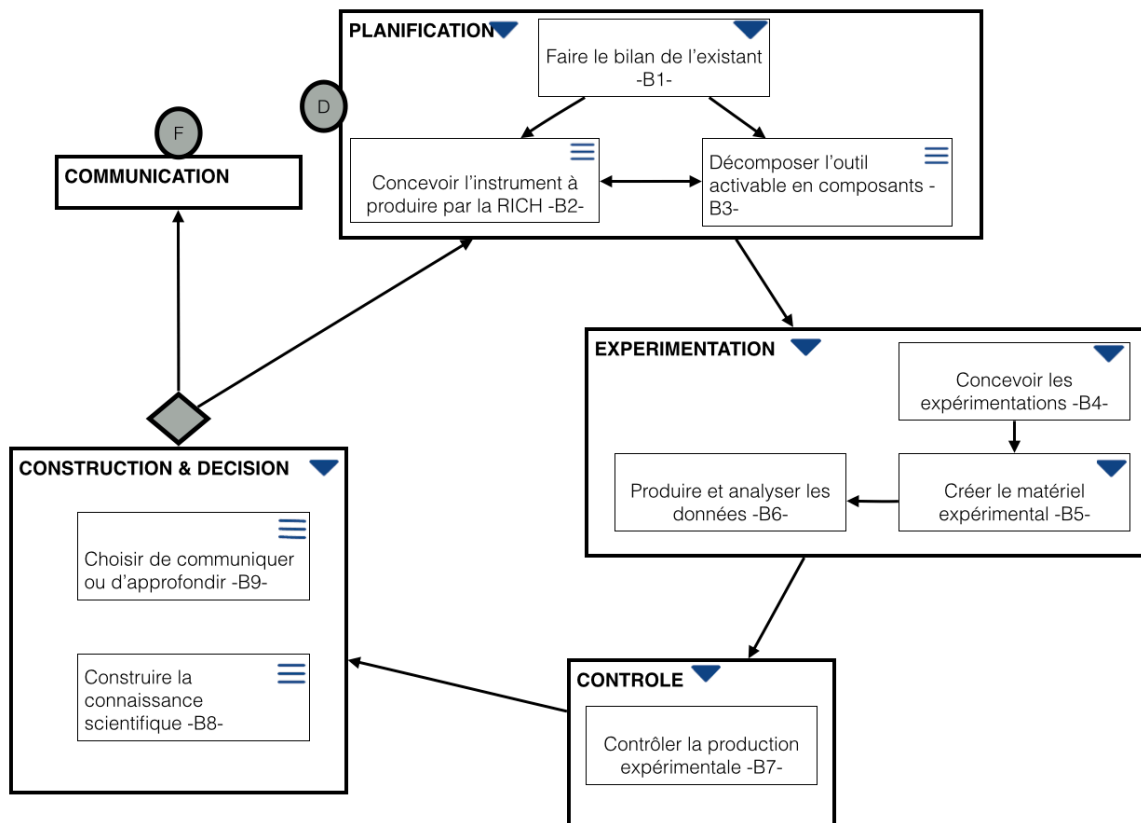 PLANIFICATION
Faire le bilan de l’existant
-B1-
D
Concevoir l’instrument à
produire par la RICH -B2-
Décomposer l’outil
activable en composants -
B3-
F
COMMUNICATION
EXPERIMENTATION
Concevoir les
expérimentations -B4-
Créer le matériel
expérimental -B5-
Produire et analyser les
données -B6-
CONTROLE
Contrôler la production
expérimentale -B7-
CONSTRUCTION & DECISION
Choisir de communiquer
ou d’approfondir -B9-
Construire la
connaissance
scientifique -B8-